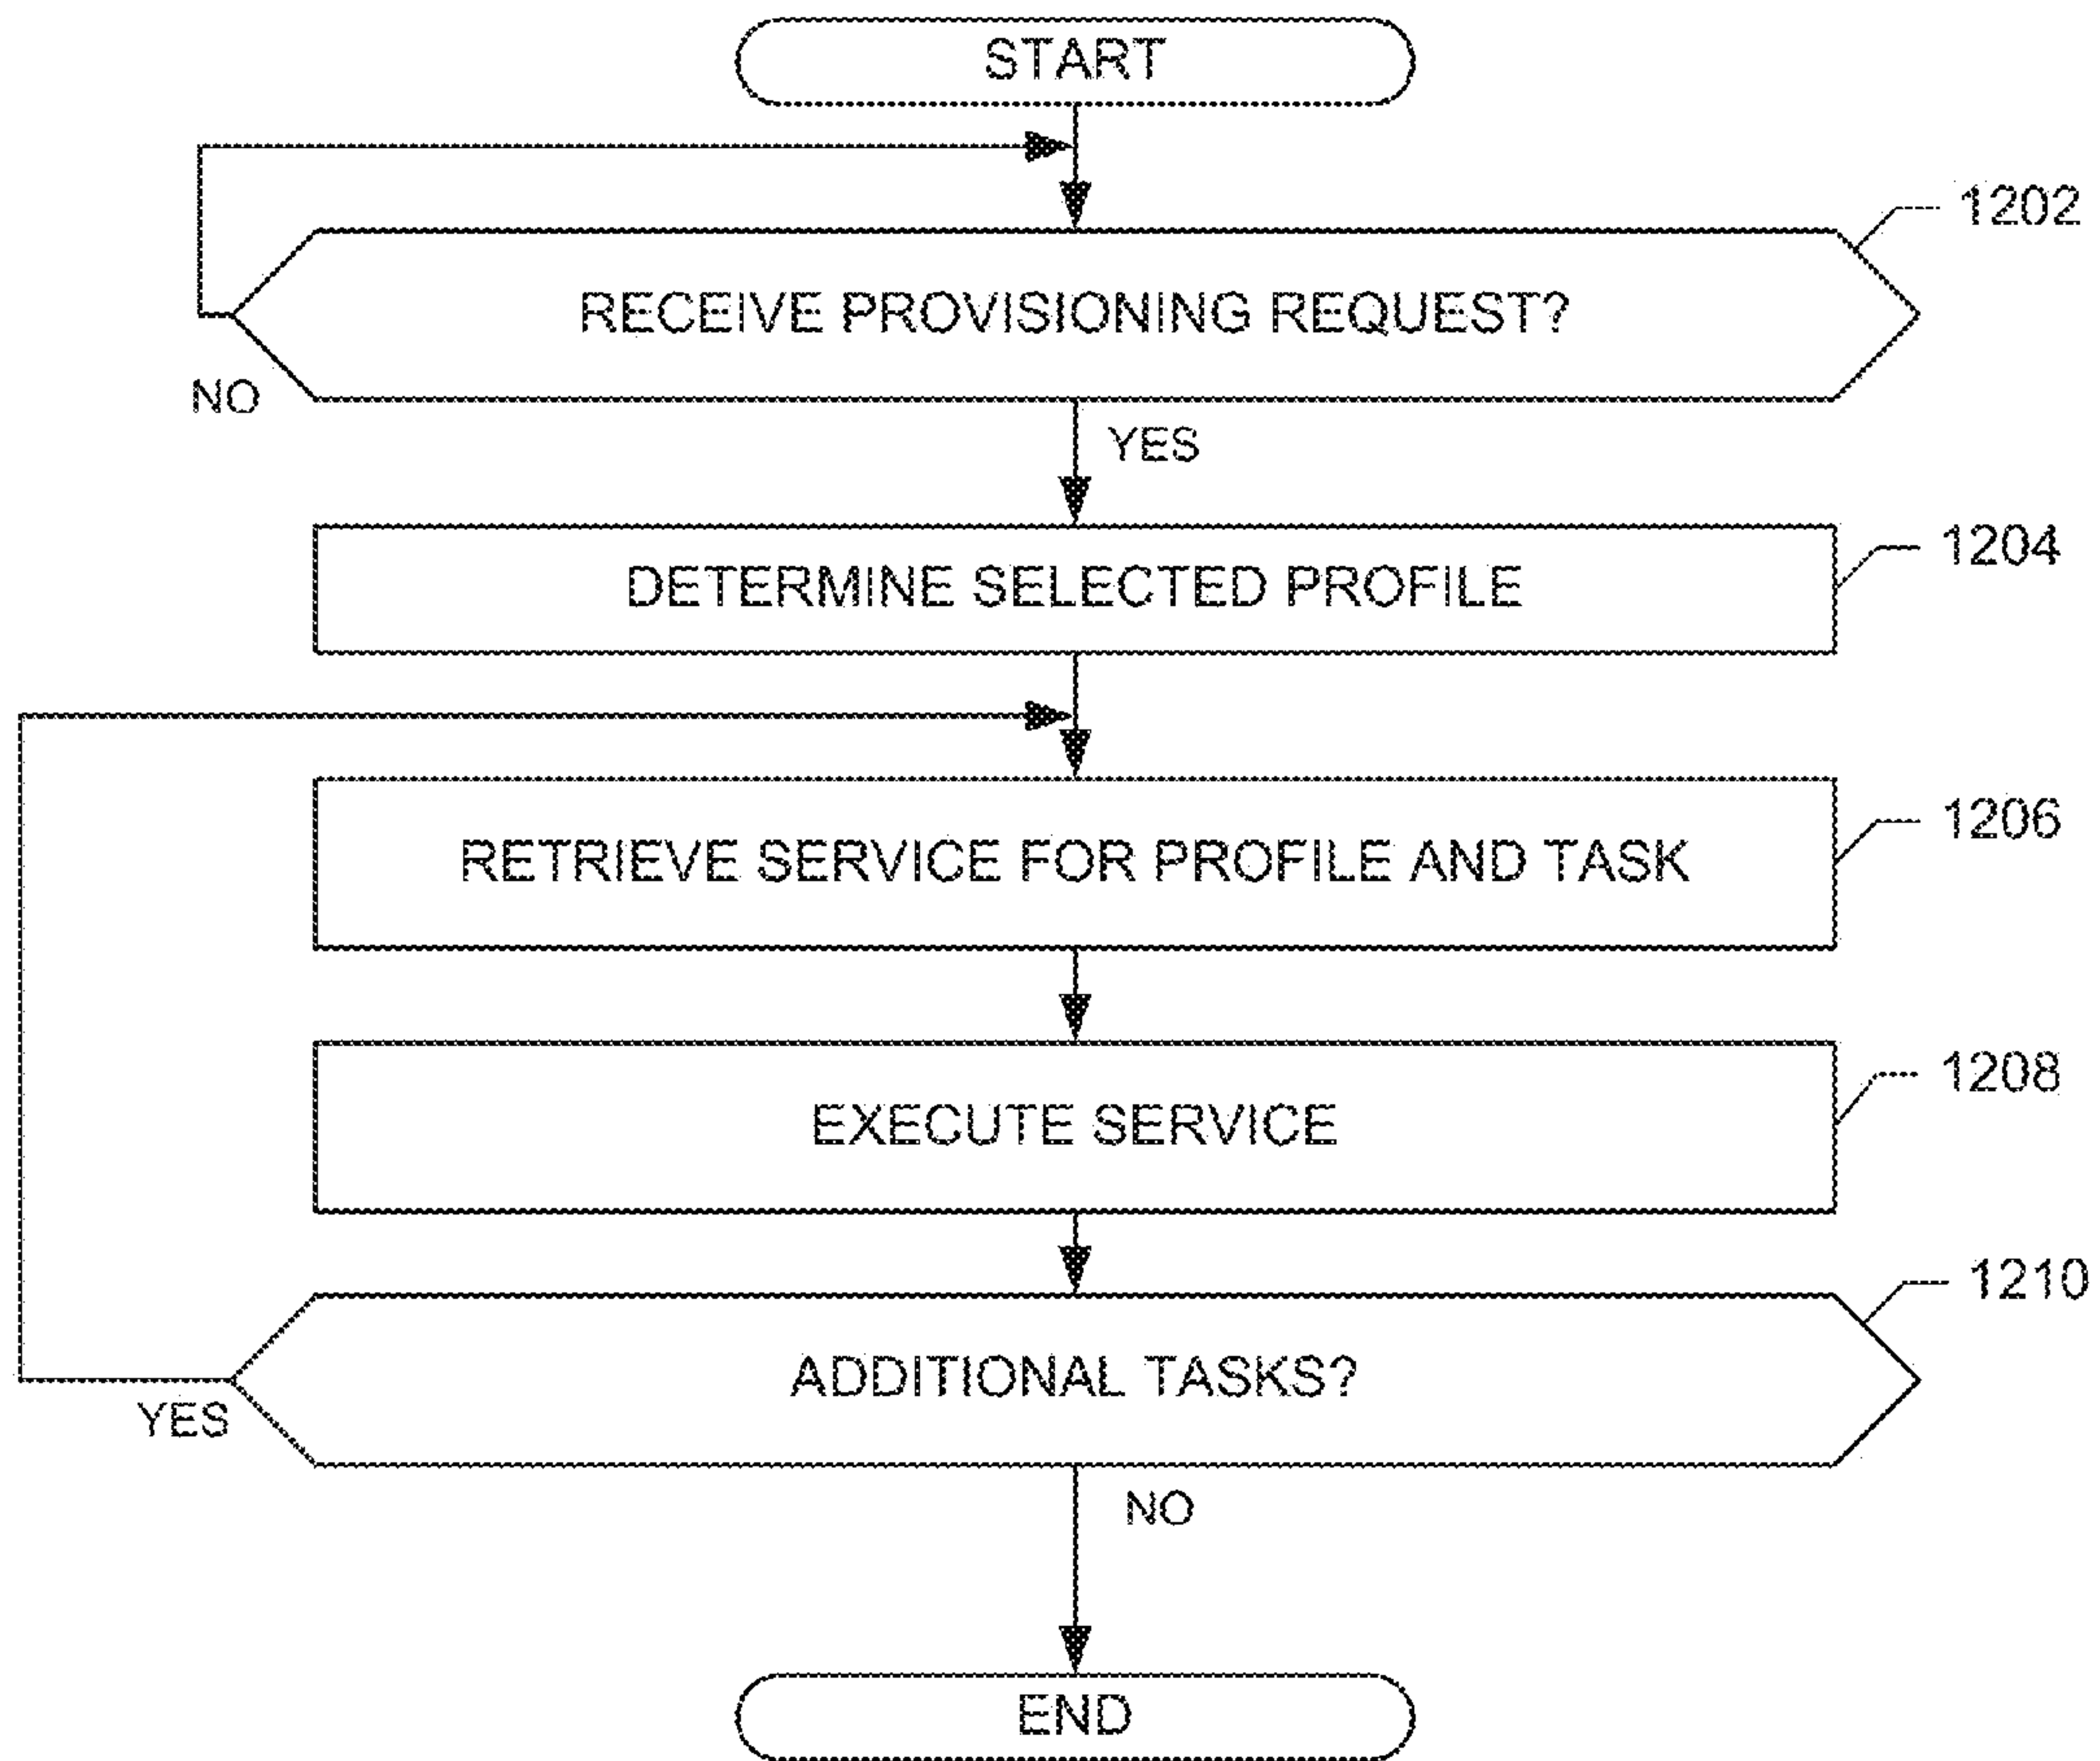 START
1202
RECEIVE PROVISIONING REQUEST?
NO
YES
1204
DETERMINE SELECTED PROFILE
1206
RETRIEVE SERVICE FOR PROFILE AND TASK
1208
EXECUTE SERVICE
1210
ADDITIONAL TASKS?
YES
NO
END